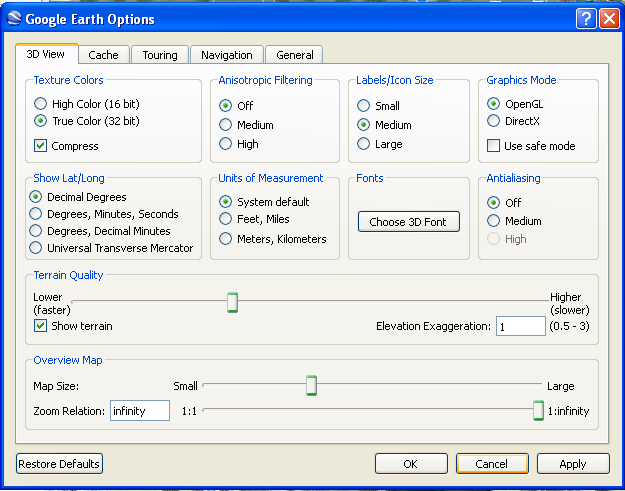 Google Earth Options
3D View Cache Touring Navigation General
Texture Colors
High Color (16 bit)
True Color (32 bit)
Compress
Anisotropic Filtering
Off
Medium
High
Labels/Icon Size
Small
Medium
Large
Graphics Mode
OpenGL
DirectX
Use safe mode
Show Lat/Long
Decimal Degrees
Degrees, Minutes, Seconds
Degrees, Decimal Minutes
Universal Transverse Mercator
Units of Measurement
System default
Feet, Miles
Meters, Kilometers
Fonts
Choose 3D Font
Antialiasing
Off
Medium
High
Terrain Quality
Lower
(faster)
Higher
(slower)
Show terrain
Elevation Exaggeration: 1 (0.5 - 3)
Overview Map
Map Size: Small Large
Zoom Relation: infinity 1:1 1:infinity
Restore Defaults OK Cancel Apply